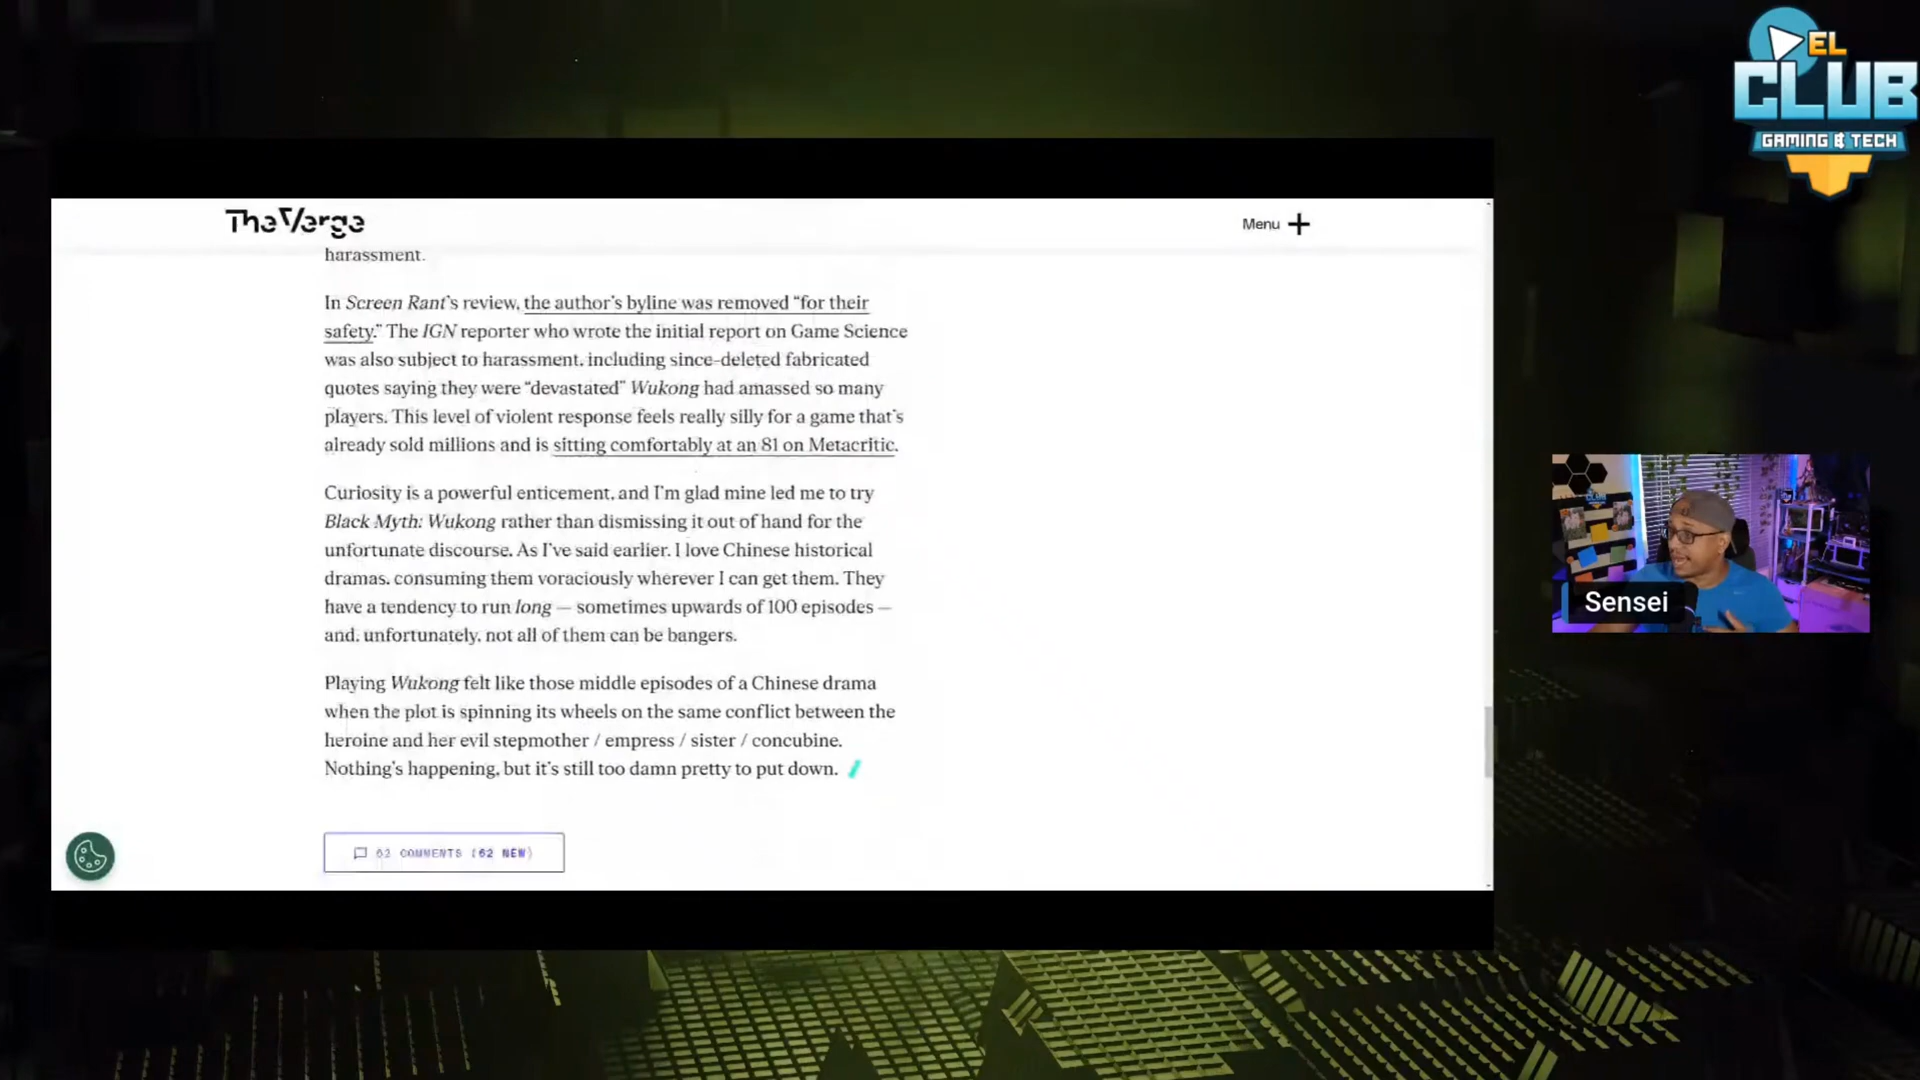 EL
CLUB
GAMING & TECH
TheVerge
Menu
harassment.
In Screen Rant's review, the author's byline was removed “for their
safety.” The IGN reporter who wrote the initial report on Game Science
was also subject to harassment, including since-deleted fabricated
quotes saying they were “devastated” Wukong had amassed so many
players. This level of violent response feels really silly for a game that's
already sold millions and is sitting comfortably at an 81 on Metacritic.
Curiosity is a powerful enticement, and I'm glad mine led me to try
Black Myth: Wukong rather than dismissing it out of hand for the
unfortunate discourse. As I've said earlier, I love Chinese historical
dramas, consuming them voraciously wherever I can get them. They
have a tendency to run long — sometimes upwards of 100 episodes —
and, unfortunately, not all of them can be bangers.
Playing Wukong felt like those middle episodes of a Chinese drama
when the plot is spinning its wheels on the same conflict between the
heroine and her evil stepmother / empress / sister / concubine.
Nothing's happening, but it's still too damn pretty to put down.
62 COMMENTS (62 NEW)
Sensei